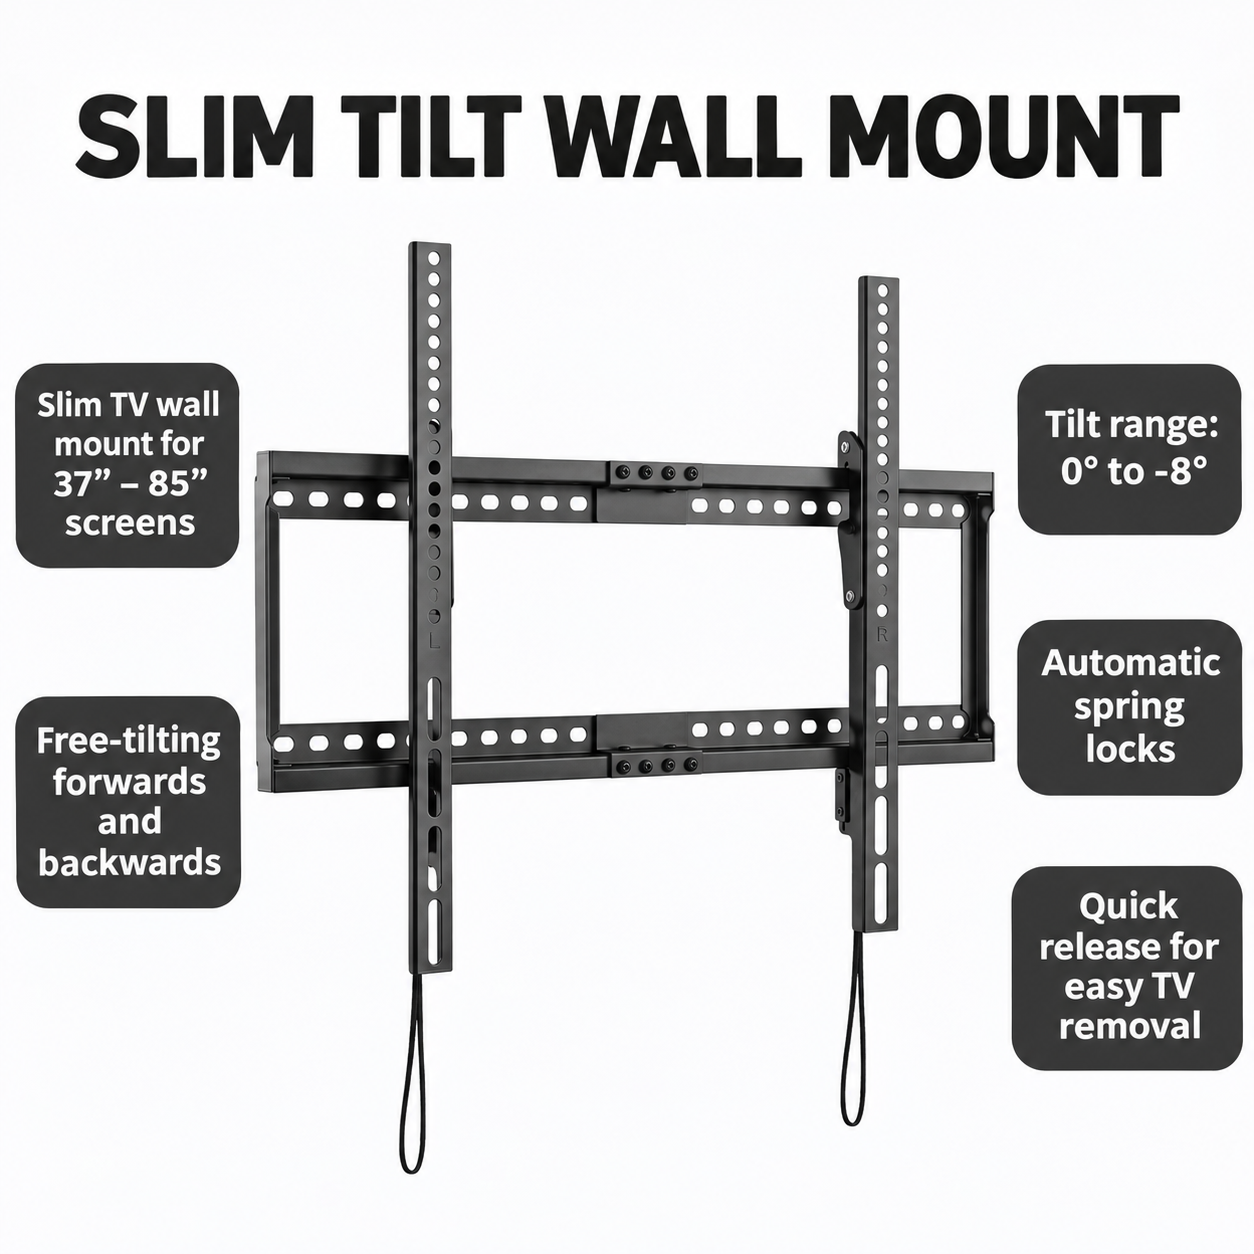 SLIM TILT WALL MOUNT
Slim TV wall
mount for
37” – 85”
screens
Free-tilting
forwards
and
backwards
L
R
Tilt range:
0° to -8°
Automatic
spring
locks
Quick
release for
easy TV
removal